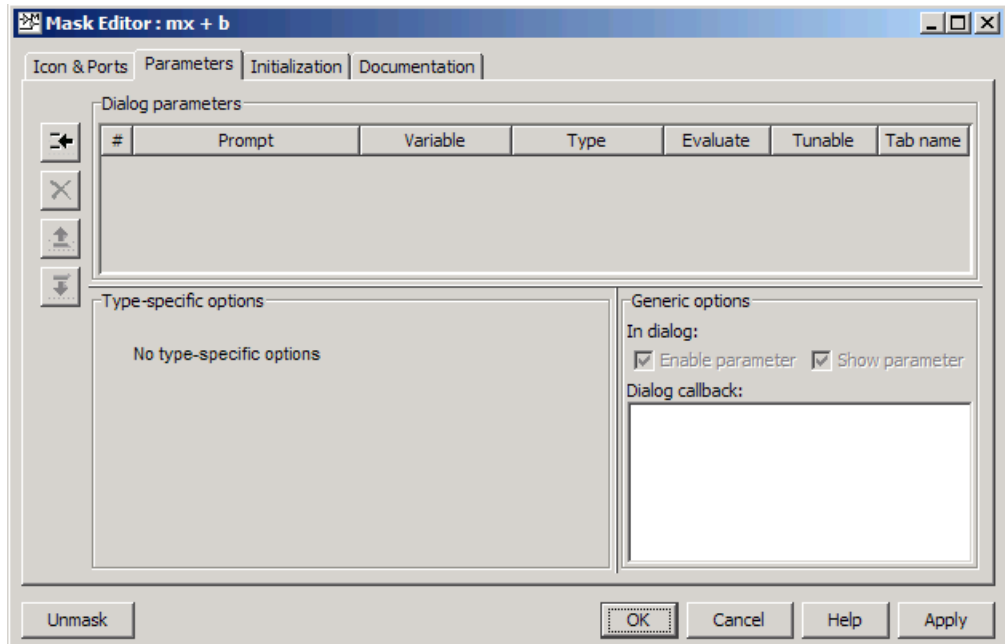 Mask Editor : mx + b
Icon & Ports Parameters Initialization Documentation
Dialog parameters
# Prompt Variable Type Evaluate Tunable Tab name
Type-specific options
No type-specific options
Generic options
In dialog:
Enable parameter Show parameter
Dialog callback:
Unmask OK Cancel Help Apply